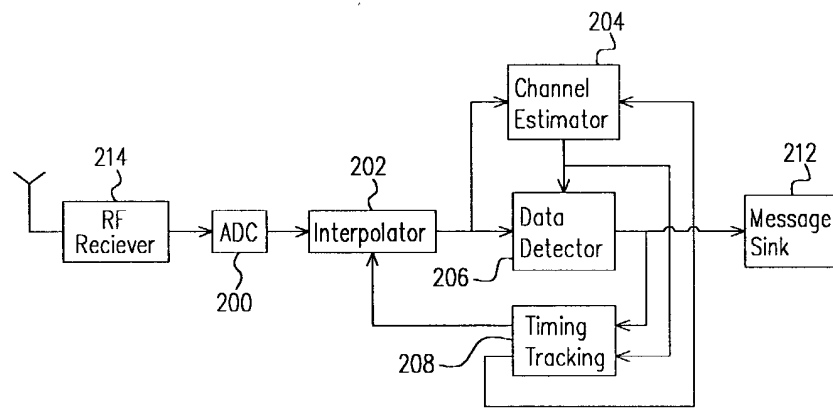 204
Channel
Estimator
214
RF
Reciever
ADC
200
202
Interpolator
Data
Detector
206
212
Message
Sink
Timing
Tracking
208